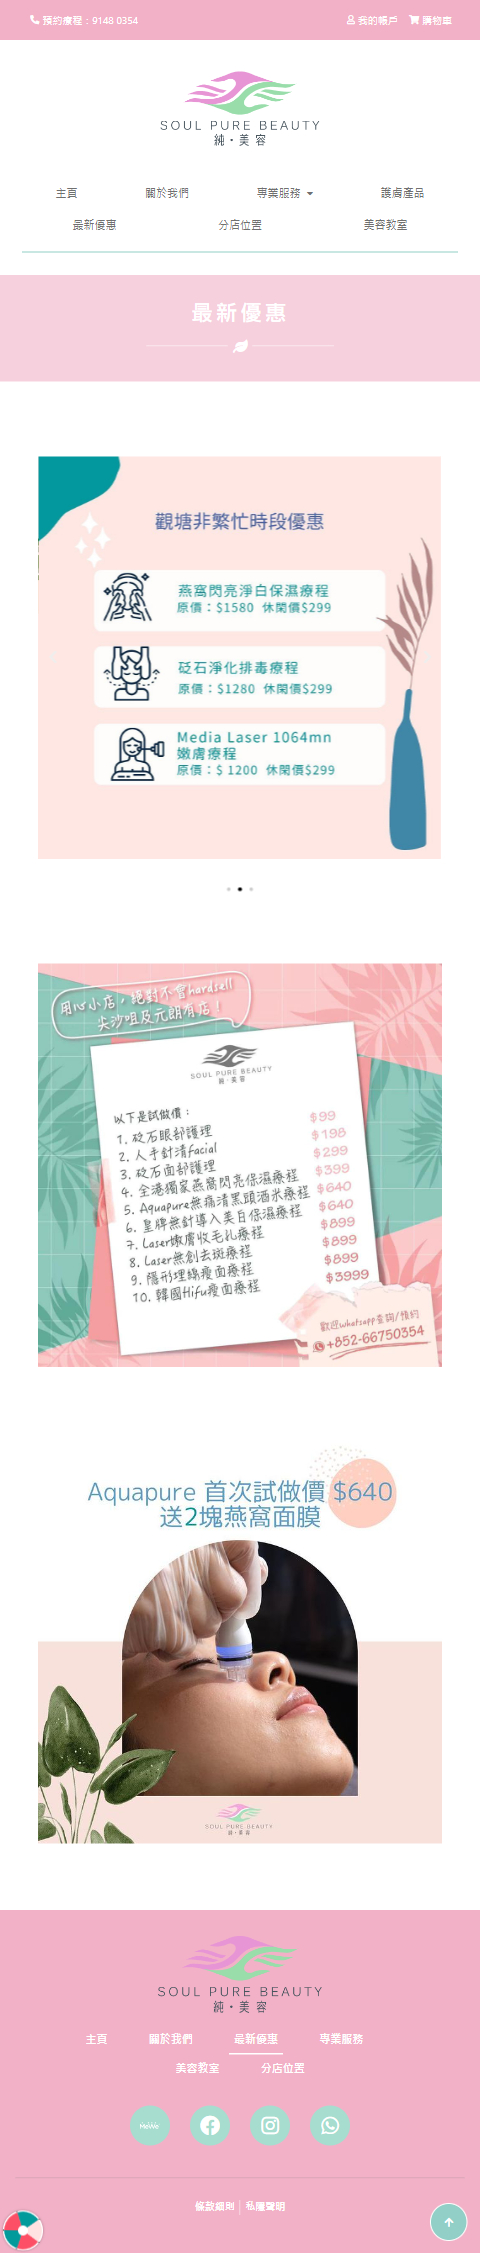 預約療程：9148 0354
我的帳戶 購物車
SOUL PURE BEAUTY
純・美 容
主頁 關於我們 專業服務 護膚產品
最新優惠 分店位置 美容教室
最新優惠
觀塘非繁忙時段優惠
燕窩閃亮淨白保濕療程
原價：$1580 休閑價$299
砭石淨化排毒療程
原價：$1280 休閑價$299
Media Laser 1064mn
嫩膚療程
原價：$ 1200 休閑價$299
用心小店，絕對不會hardsell
尖沙咀及元朗有店！
SOUL PURE BEAUTY
純・美容
以下是試做價：
1. 砭石眼部護理 $99
2. 人手針清facial $198
3. 砭石面部護理 $299
4. 全港獨家燕窩閃亮保濕療程 $399
5. Aquapure無痛清黑頭酒米療程 $640
6. 皇牌無針導入美白保濕療程 $640
7. Laser嫩膚收毛孔療程 $899
8. Laser無創去斑療程 $899
9. 隱形埋線瘦面療程 $899
10. 韓國Hifu瘦面療程 $3999
歡迎whatsapp查詢/預約
+852-66750354
Aquapure 首次試做價 $640
送2塊燕窩面膜
SOUL PURE BEAUTY
純・美容
SOUL PURE BEAUTY
純・美 容
主頁 關於我們 最新優惠 專業服務
美容教室 分店位置
條款細則 | 私隱聲明